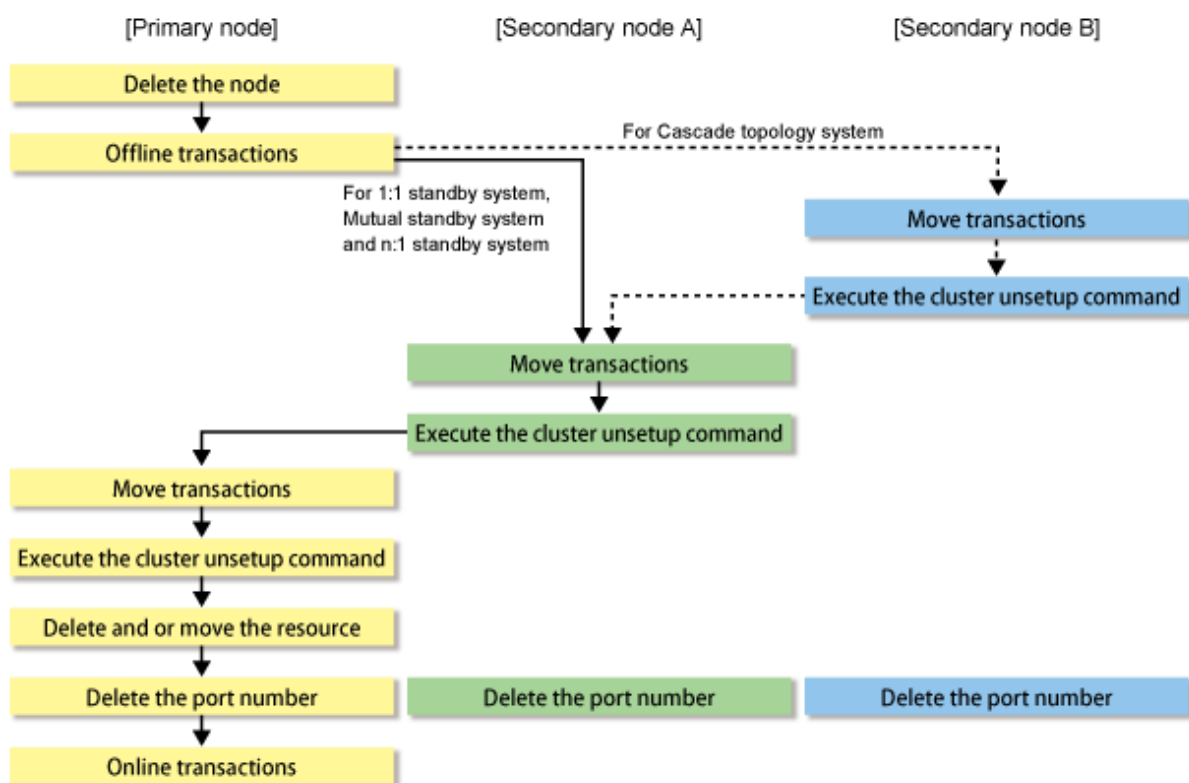 [Primary node]
[Secondary node A]
[Secondary node B]
Delete the node
For Cascade topology system
Offline transactions
For 1:1 standby system,
Mutual standby system
and n:1 standby system
Move transactions
Execute the cluster unsetup command
Move transactions
Execute the cluster unsetup command
Move transactions
Execute the cluster unsetup command
Delete and or move the resource
Delete the port number
Delete the port number
Delete the port number
Online transactions